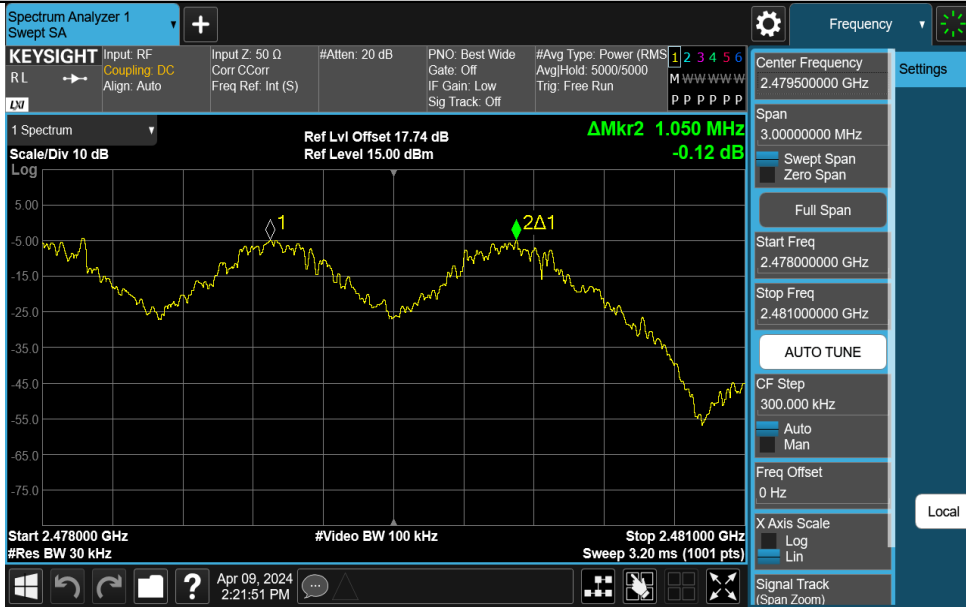 Spectrum Analyzer 1
Swept SA
+
Frequency
KEYSIGHT
RL
LXI
Input: RF
Coupling: DC
Align: Auto
Input Z: 50 Ω
Corr CCorr
Freq Ref: Int (S)
#Atten: 20 dB
PNO: Best Wide
Gate: Off
IF Gain: Low
Sig Track: Off
#Avg Type: Power (RMS
Avg|Hold: 5000/5000
Trig: Free Run
1 2 3 4 5 6
M W W W W W
P P P P P P
Center Frequency
2.479500000 GHz
Settings
Span
3.00000000 MHz
Swept Span
Zero Span
Full Span
Start Freq
2.478000000 GHz
Stop Freq
2.481000000 GHz
AUTO TUNE
CF Step
300.000 kHz
Auto
Man
Freq Offset
0 Hz
X Axis Scale
Log
Lin
Signal Track
(Span Zoom)
Local
1 Spectrum
Scale/Div 10 dB
Log
Ref Lvl Offset 17.74 dB
Ref Level 15.00 dBm
ΔMkr2 1.050 MHz
-0.12 dB
5.00
-5.00
-15.0
-25.0
-35.0
-45.0
-55.0
-65.0
-75.0
1
2Δ1
Start 2.478000 GHz
#Res BW 30 kHz
#Video BW 100 kHz
Stop 2.481000 GHz
Sweep 3.20 ms (1001 pts)
?
Apr 09, 2024
2:21:51 PM